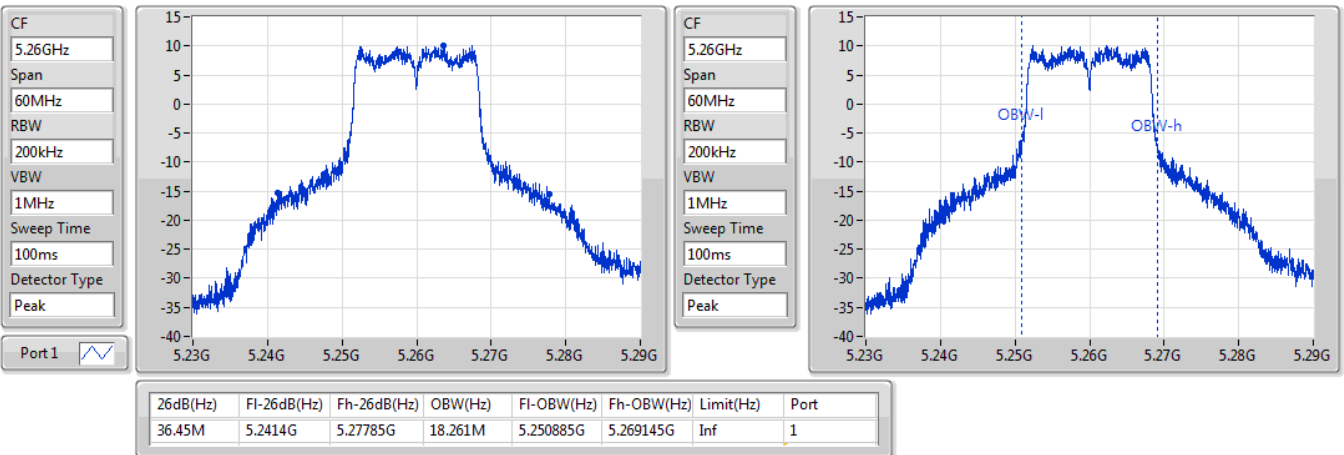 CF
5.26GHz
Span
60MHz
RBW
200kHz
VBW
1MHz
Sweep Time
100ms
Detector Type
Peak
Port 1
15
10
5
0
-5
-10
-15
-20
-25
-30
-35
-40
5.23G 5.24G 5.25G 5.26G 5.27G 5.28G 5.29G
CF
5.26GHz
Span
60MHz
RBW
200kHz
VBW
1MHz
Sweep Time
100ms
Detector Type
Peak
15
10
5
0
-5
-10
-15
-20
-25
-30
-35
-40
OBW-l
OBW-h
5.23G 5.24G 5.25G 5.26G 5.27G 5.28G 5.29G
26dB(Hz) Fl-26dB(Hz) Fh-26dB(Hz) OBW(Hz) Fl-OBW(Hz) Fh-OBW(Hz) Limit(Hz) Port
36.45M 5.2414G 5.27785G 18.261M 5.250885G 5.269145G Inf 1